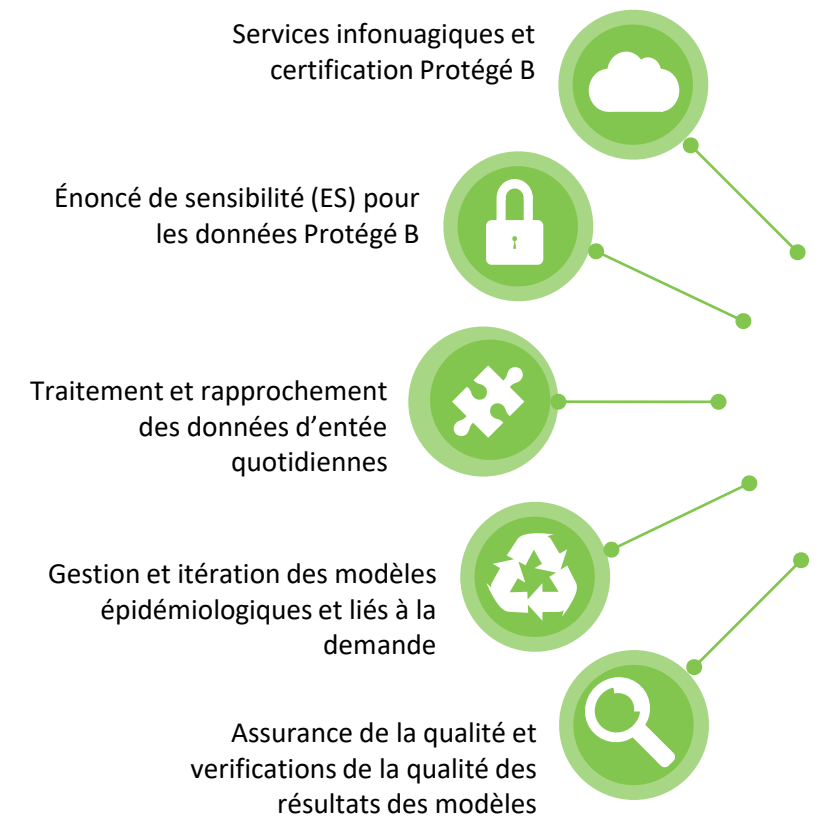 Services infonuagiques et
certification Protégé B
Énoncé de sensibilité (ES) pour
les données Protégé B
Traitement et rapprochement
des données d’entée
quotidiennes
Gestion et itération des modèles
épidémiologiques et liés à la
demande
Assurance de la qualité et
verifications de la qualité des
résultats des modèles